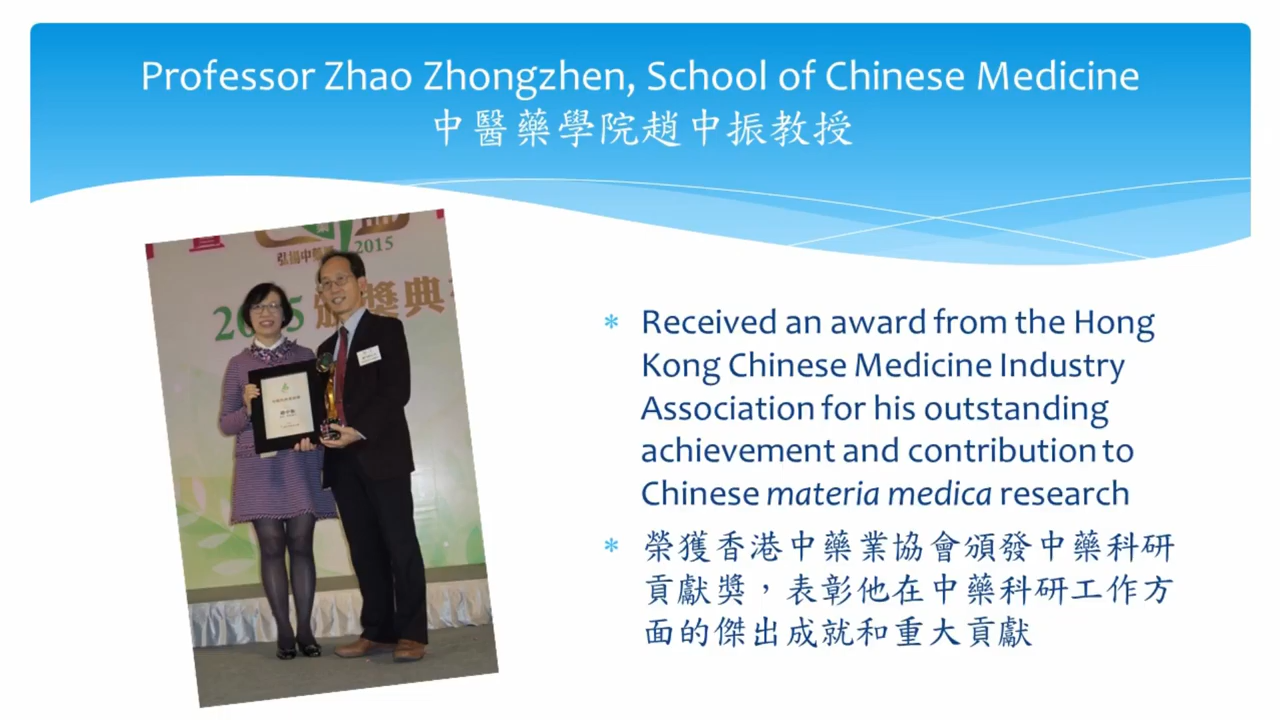 Professor Zhao Zhongzhen, School of Chinese Medicine
中醫藥學院趙中振教授
弘揚中藥
2015
2015 頒獎典
* Received an award from the Hong
Kong Chinese Medicine Industry
Association for his outstanding
achievement and contribution to
Chinese materia medica research
* 榮獲香港中藥業協會頒發中藥科研
貢獻獎，表彰他在中藥科研工作方
面的傑出成就和重大貢獻